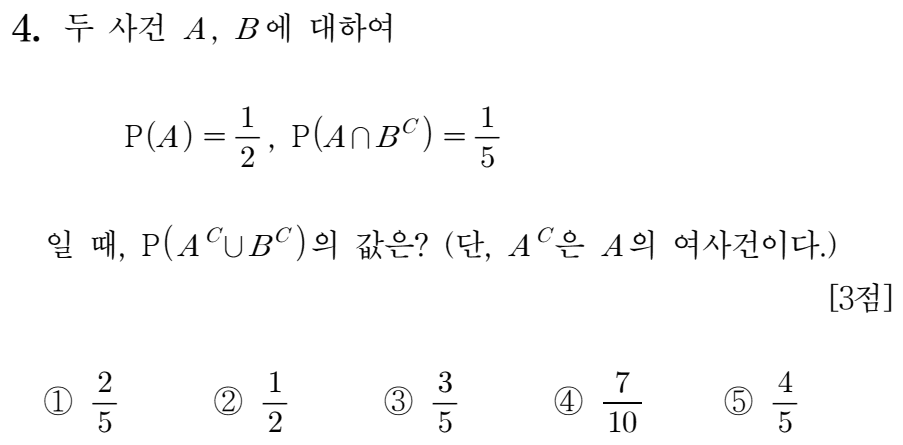 4. 두 사건 A, B에 대하여
P(A) = 1/2, P(A∩B^C) = 1/5
일 때, P(A^C∪B^C)의 값은? (단, A^C은 A의 여사건이다.)
[3점]
① 2/5 ② 1/2 ③ 3/5 ④ 7/10 ⑤ 4/5